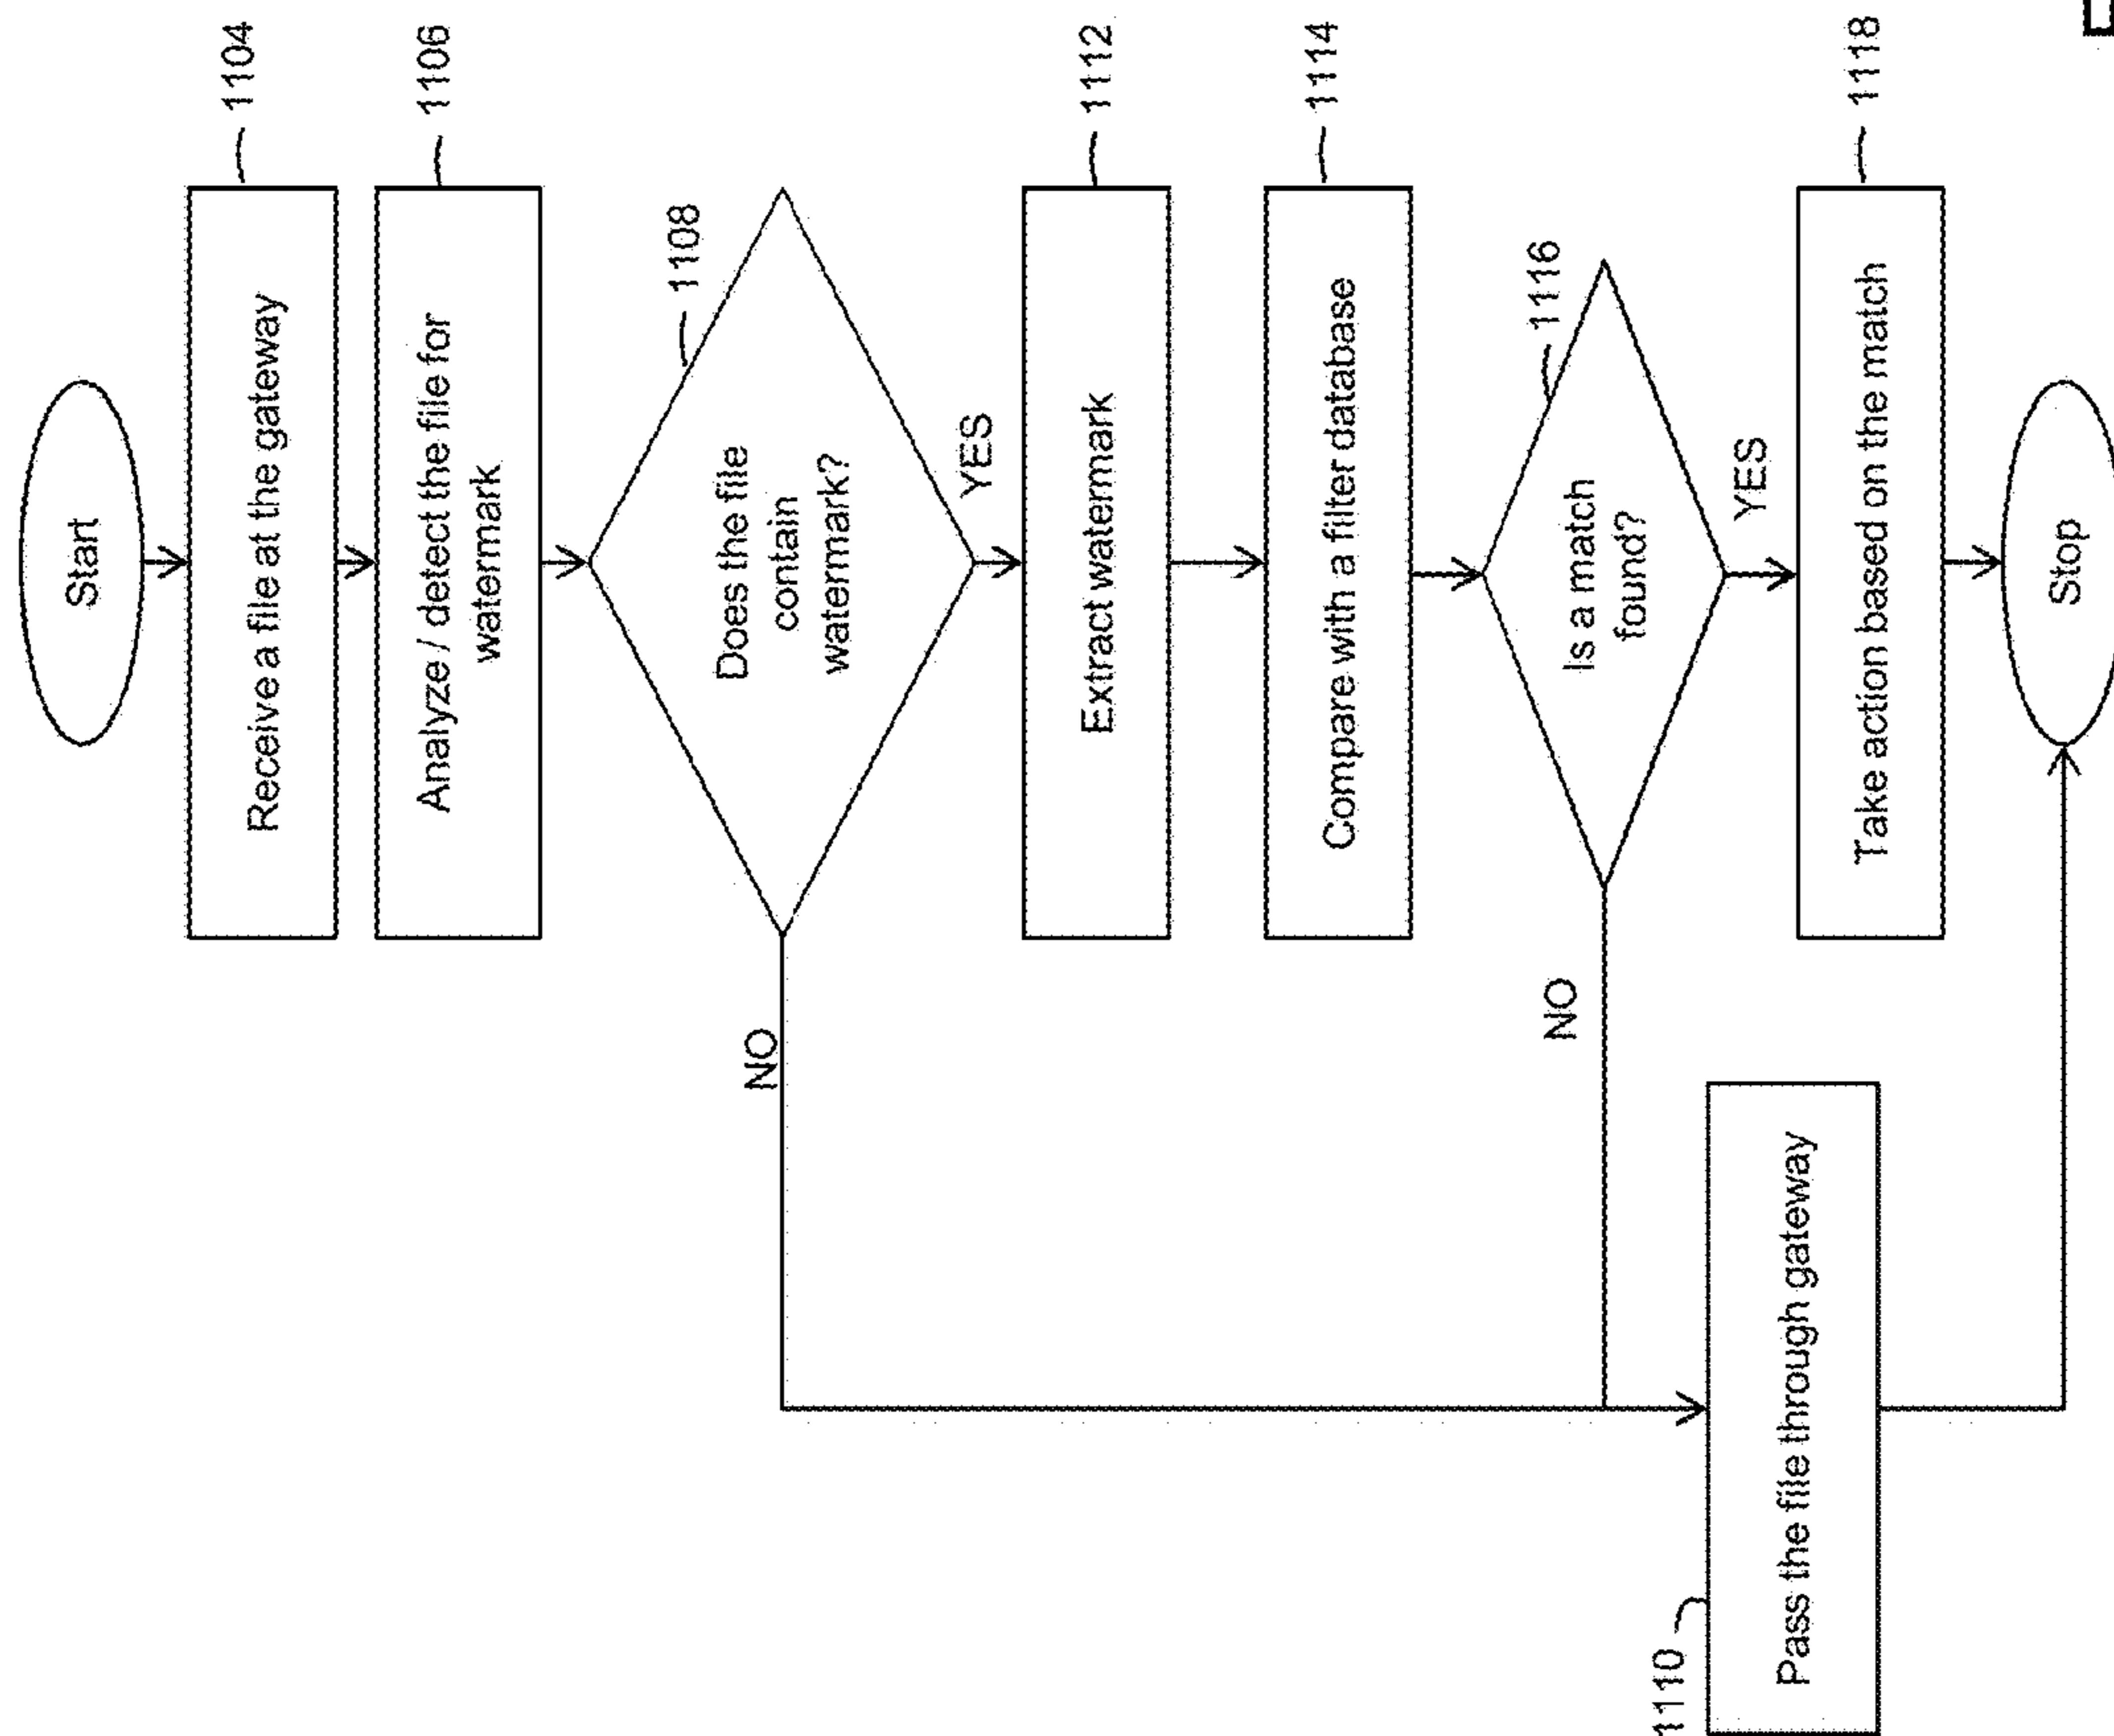 Start
Receive a file at the gateway
1104
Analyze / detect the file for
watermark
1106
Does the file
contain
watermark?
1108
NO
YES
Extract watermark
1112
Compare with a filter database
1114
Is a match
found?
1116
NO
YES
Pass the file through gateway
1110
Take action based on the match
1118
Stop